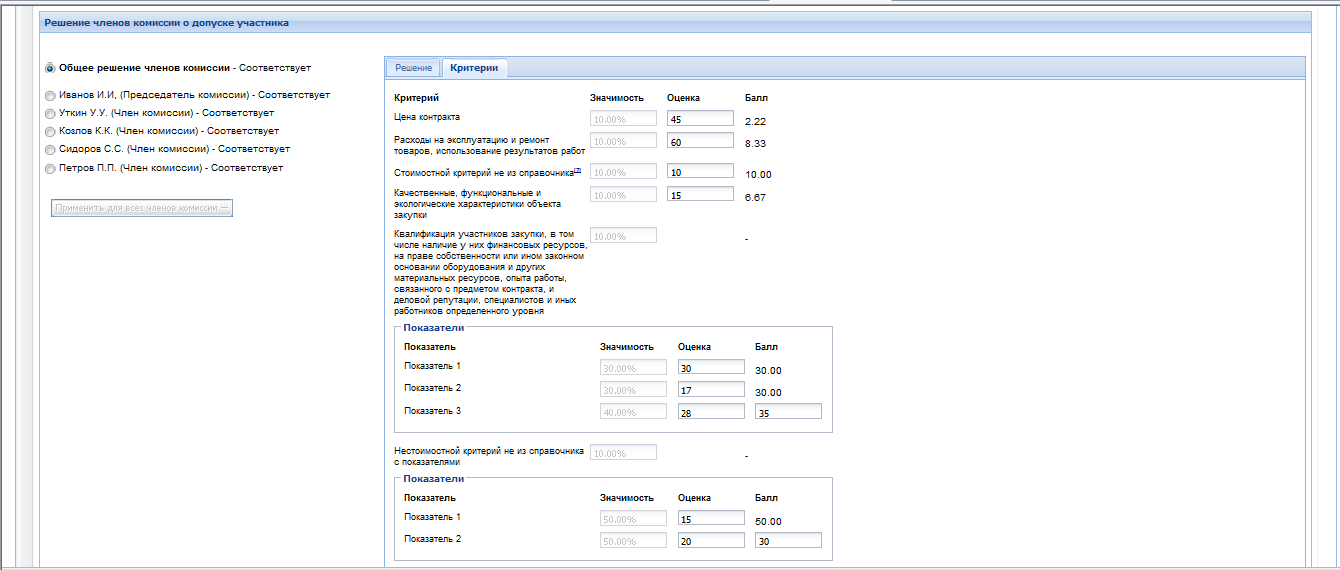 Решение членов комиссии о допуске участника
Общее решение членов комиссии - Соответствует
Иванов И.И, (Председатель комиссии) - Соответствует
Уткин У.У. (Член комиссии) - Соответствует
Козлов К.К. (Член комиссии) - Соответствует
Сидоров С.С. (Член комиссии) - Соответствует
Петров П.П. (Член комиссии) - Соответствует
Применить для всех членов комиссии
Решение Критерии
Критерий Значимость Оценка Балл
Цена контракта 10.00% 45 2.22
Расходы на эксплуатацию и ремонт 10.00% 60 8.33
товаров, использование результатов работ
Стоимостной критерий не из справочника[?] 10.00% 10 10.00
Качественные, функциональные и 10.00% 15 6.67
экологические характеристики объекта
закупки
Квалификация участников закупки, в том 10.00% -
числе наличие у них финансовых ресурсов,
на праве собственности или ином законном
основании оборудования и других
материальных ресурсов, опыта работы,
связанного с предметом контракта, и
деловой репутации, специалистов и иных
работников определенного уровня
Показатели
Показатель Значимость Оценка Балл
Показатель 1 30.00% 30 30.00
Показатель 2 30.00% 17 30.00
Показатель 3 40.00% 28 35
Нестоимостной критерий не из справочника 10.00% -
с показателями
Показатели
Показатель Значимость Оценка Балл
Показатель 1 50.00% 15 50.00
Показатель 2 50.00% 20 30